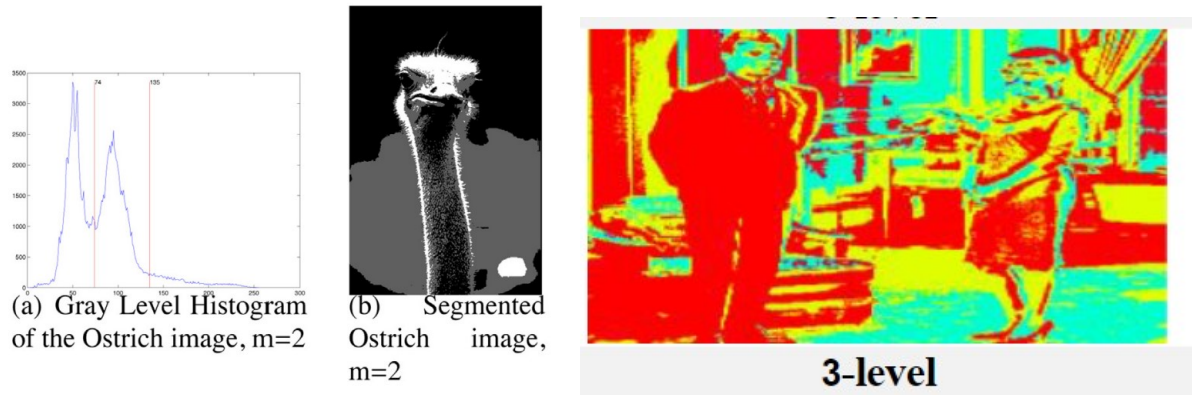 3500
3000
2500
2000
1500
1000
500
0
74
135
0 50 100 150 200 250 300
(a) Gray Level Histogram
of the Ostrich image, m=2
(b) Segmented
Ostrich image,
m=2
3-level